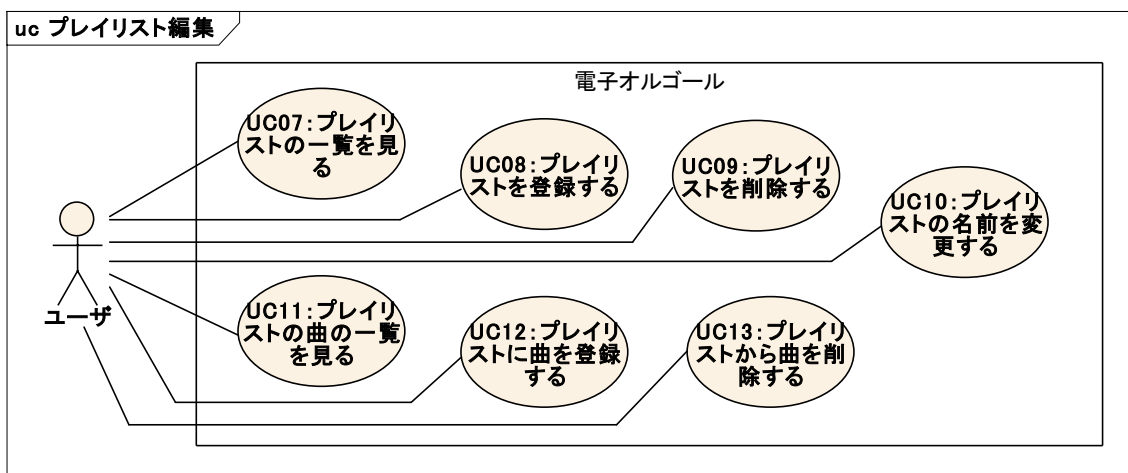 uc プレイリスト編集
電子オルゴール
UC07:プレイリ
ストの一覧を見
る
UC08:プレイリ
ストを登録する
UC09:プレイリ
ストを削除する
UC10:プレイリ
ストの名前を変
更する
ユーザ
UC11:プレイリ
ストの曲の一覧
を見る
UC12:プレイリ
ストに曲を登録
する
UC13:プレイリ
ストから曲を削
除する